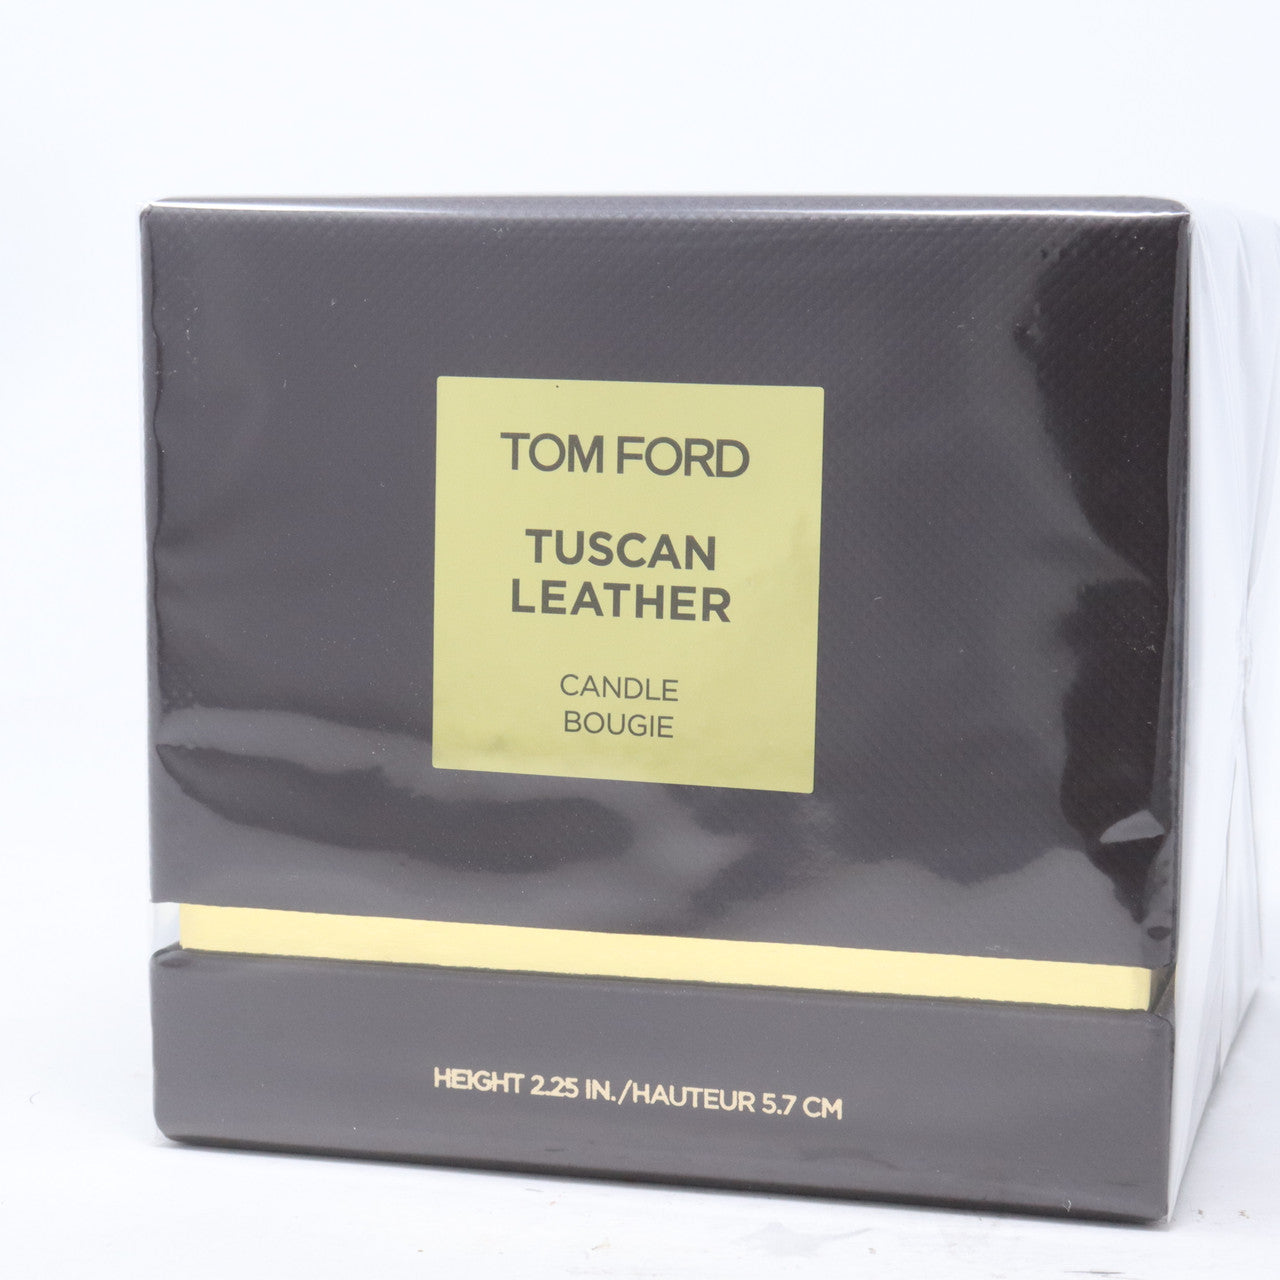 TOM FORD
TUSCAN
LEATHER
CANDLE
BOUGIE
HEIGHT 2.25 IN./HAUTEUR 5.7 CM